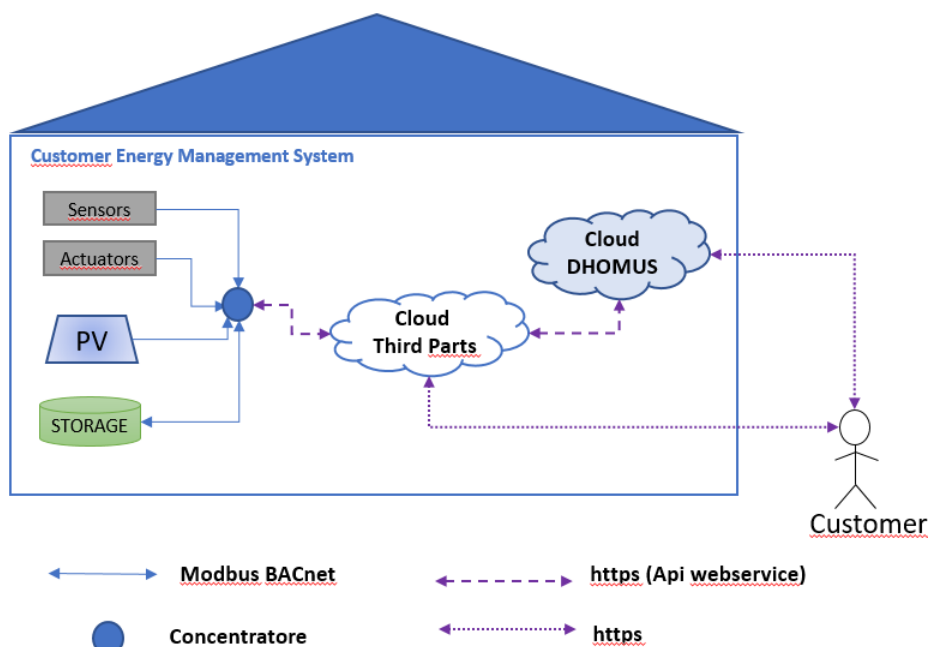 Customer Energy Management System
Sensors
Actuators
PV
STORAGE
Cloud
Third Parts
Cloud
DHOMUS
Customer
Modbus BACnet
https (Api webservice)
Concentratore
https